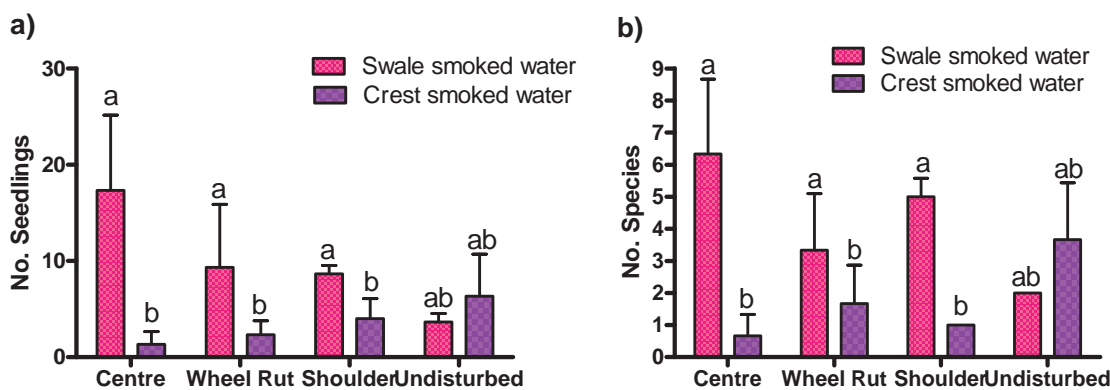 a)
Swale smoked water
Crest smoked water
No. Seedlings
30
20
10
0
a
b
a
b
a
b
ab
ab
Centre
Wheel Rut
Shoulder
Undisturbed
b)
Swale smoked water
Crest smoked water
No. Species
9
8
7
6
5
4
3
2
1
0
a
b
a
b
a
b
ab
ab
Centre
Wheel Rut
Shoulder
Undisturbed